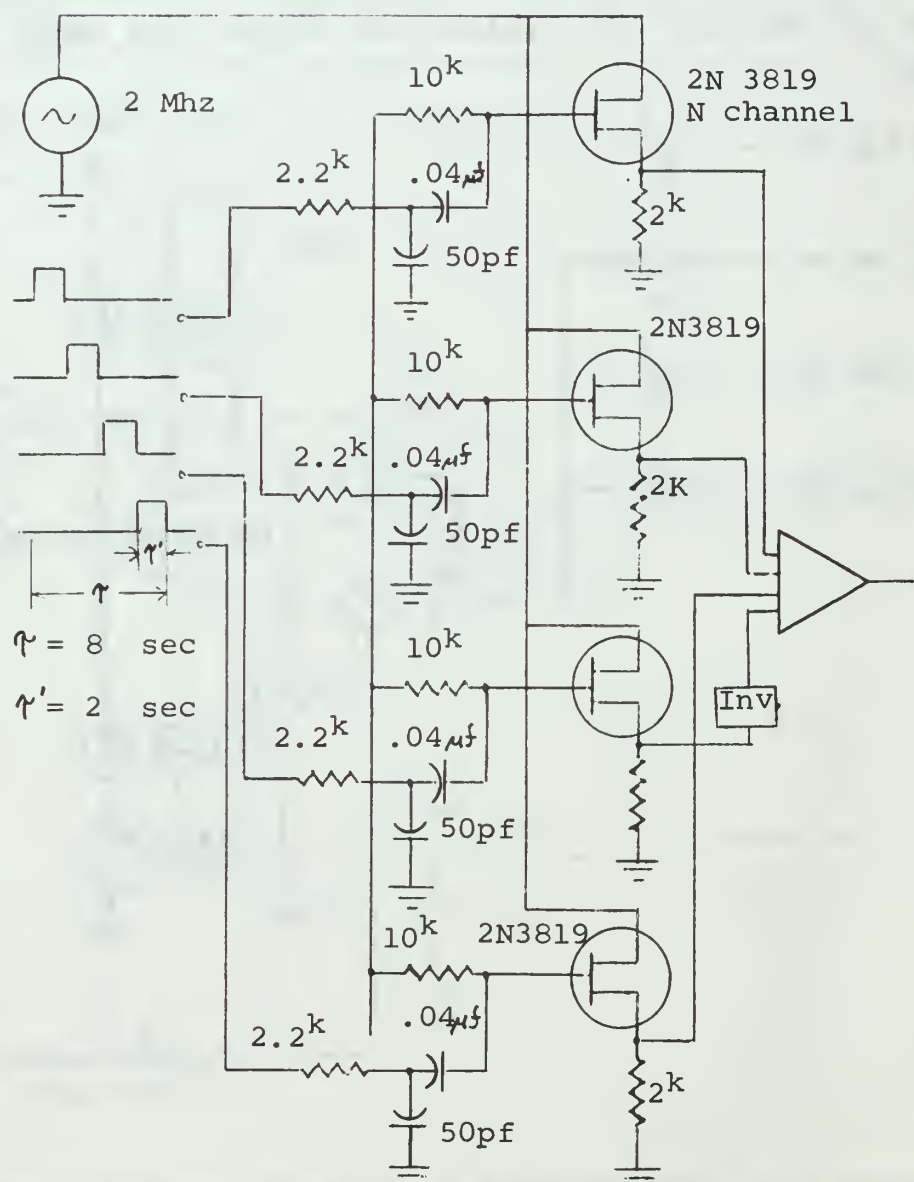 2 Mhz
10k
2N 3819
N channel
2.2k
.04μf
2k
50pf
2N3819
10k
2.2k
.04μf
2K
50pf
τ'
τ
τ = 8 sec
τ' = 2 sec
10k
2.2k
.04μf
Inv.
50pf
2N3819
10k
.04μf
2.2k
2k
50pf